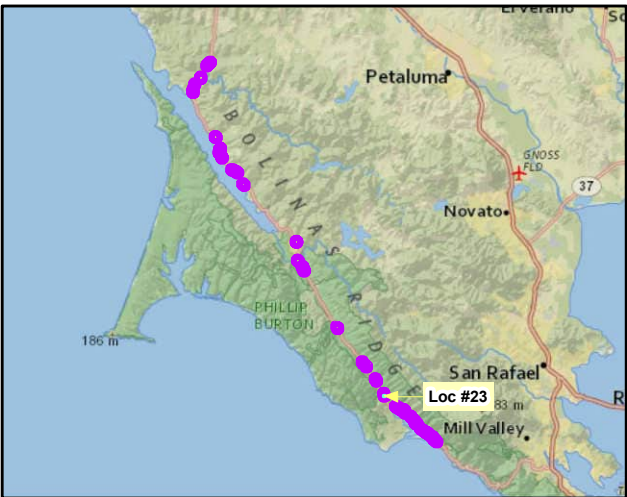 El Verano
Petaluma
GNOSS
FLD
37
BOLINAS RIDGE
Novato
PHILLIP
BURTON
186 m
San Rafael
Loc #23
83 m
Mill Valley